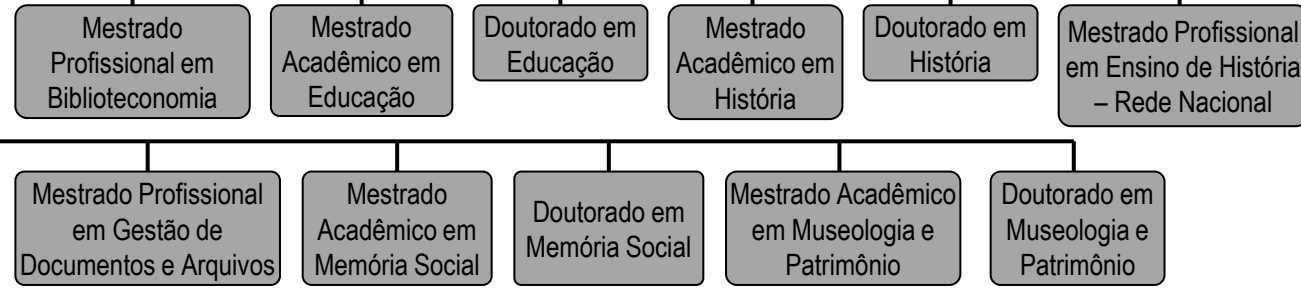 Mestrado
Profissional em
Biblioteconomia
Mestrado
Acadêmico em
Educação
Doutorado em
Educação
Mestrado
Acadêmico em
História
Doutorado em
História
Mestrado Profissional
em Ensino de História
– Rede Nacional
Mestrado Profissional
em Gestão de
Documentos e Arquivos
Mestrado
Acadêmico em
Memória Social
Doutorado em
Memória Social
Mestrado Acadêmico
em Museologia e
Patrimônio
Doutorado em
Museologia e
Patrimônio